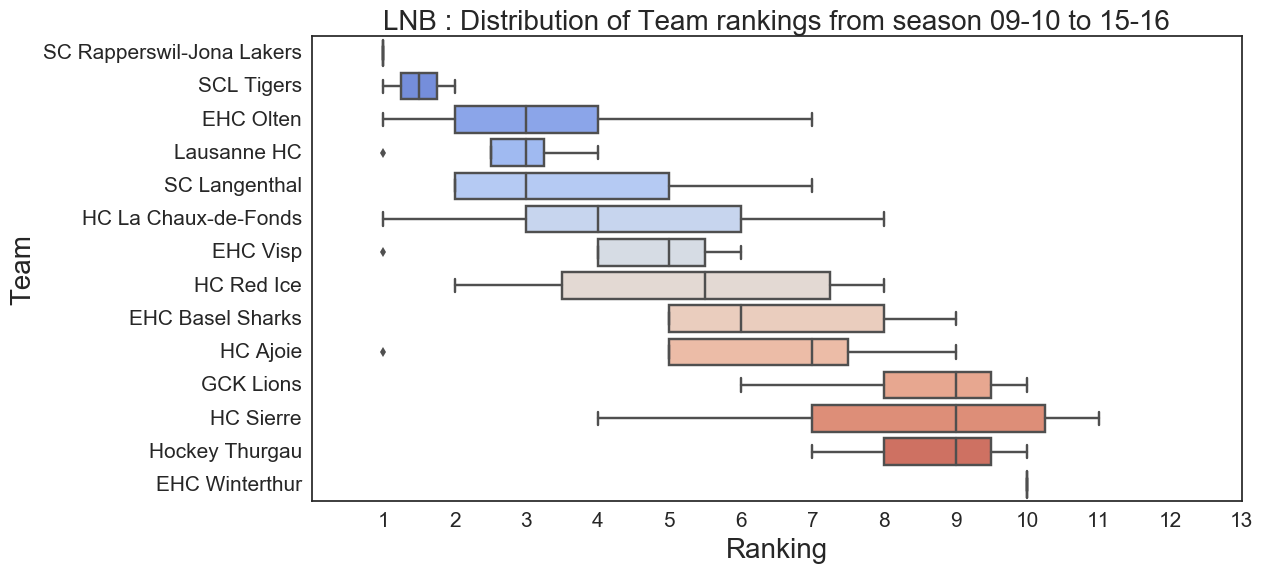 LNB : Distribution of Team rankings from season 09-10 to 15-16
SC Rapperswil-Jona Lakers
SCL Tigers
EHC Olten
Lausanne HC
SC Langenthal
HC La Chaux-de-Fonds
EHC Visp
HC Red Ice
EHC Basel Sharks
HC Ajoie
GCK Lions
HC Sierre
Hockey Thurgau
EHC Winterthur
Team
1 2 3 4 5 6 7 8 9 10 11 12 13
Ranking